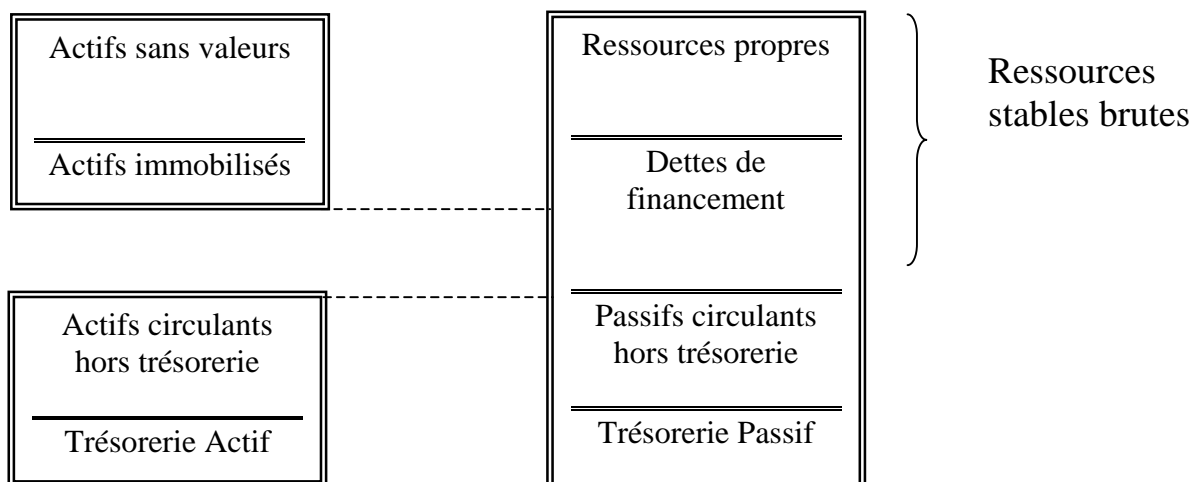 Actifs sans valeurs
Actifs immobilisés
Actifs circulants
hors trésorerie
Trésorerie Actif
Ressources propres
Dettes de
financement
Passifs circulants
hors trésorerie
Trésorerie Passif
Ressources
stables brutes